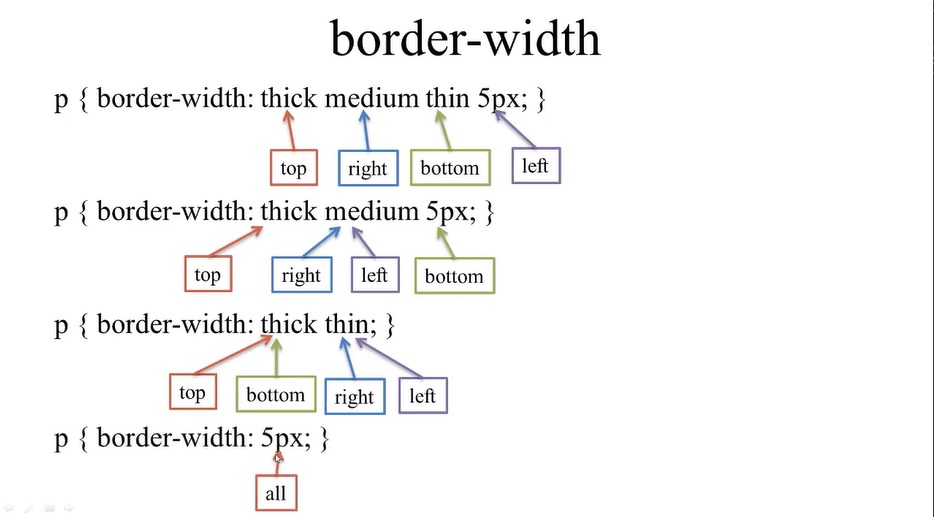 border-width
p { border-width: thick medium thin 5px; }
top right bottom left
p { border-width: thick medium 5px; }
top right left bottom
p { border-width: thick thin; }
top bottom right left
p { border-width: 5px; }
all